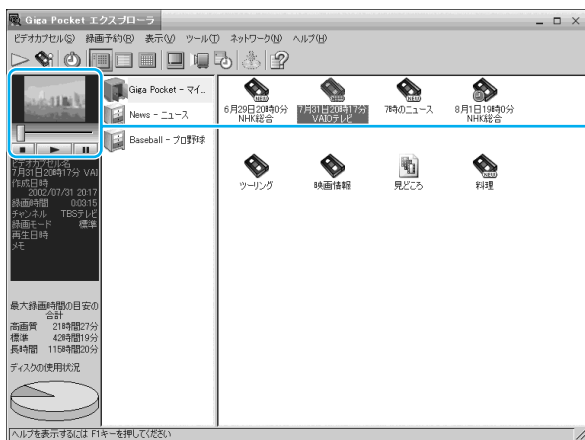 Giga Pocket エクスプローラ
ビデオカプセル(S) 録画予約(R) 表示(V) ツール(T) ネットワーク(N) ヘルプ(H)
Giga Pocket - マイ..
News - ニュース
Baseball - プロ野球
6月29日20時0分
NHK総合
7月31日20時17分
VAIOテレビ
7時のニュース
8月1日19時0分
NHK総合
ツーリング
映画情報
見どころ
料理
ビデオカプセル名
7月31日20時17分 VAI
作成日時
2002/07/31 20:17
録画時間 0:03:15
チャンネル TBSテレビ
録画モード 標準
再生日時
メモ
最大録画時間の目安の
合計
高画質 21時間27分
標準 42時間19分
長時間 115時間20分
ディスクの使用状況
ヘルプを表示するには F1キーを押してください
NEW
NEW
NEW
NEW